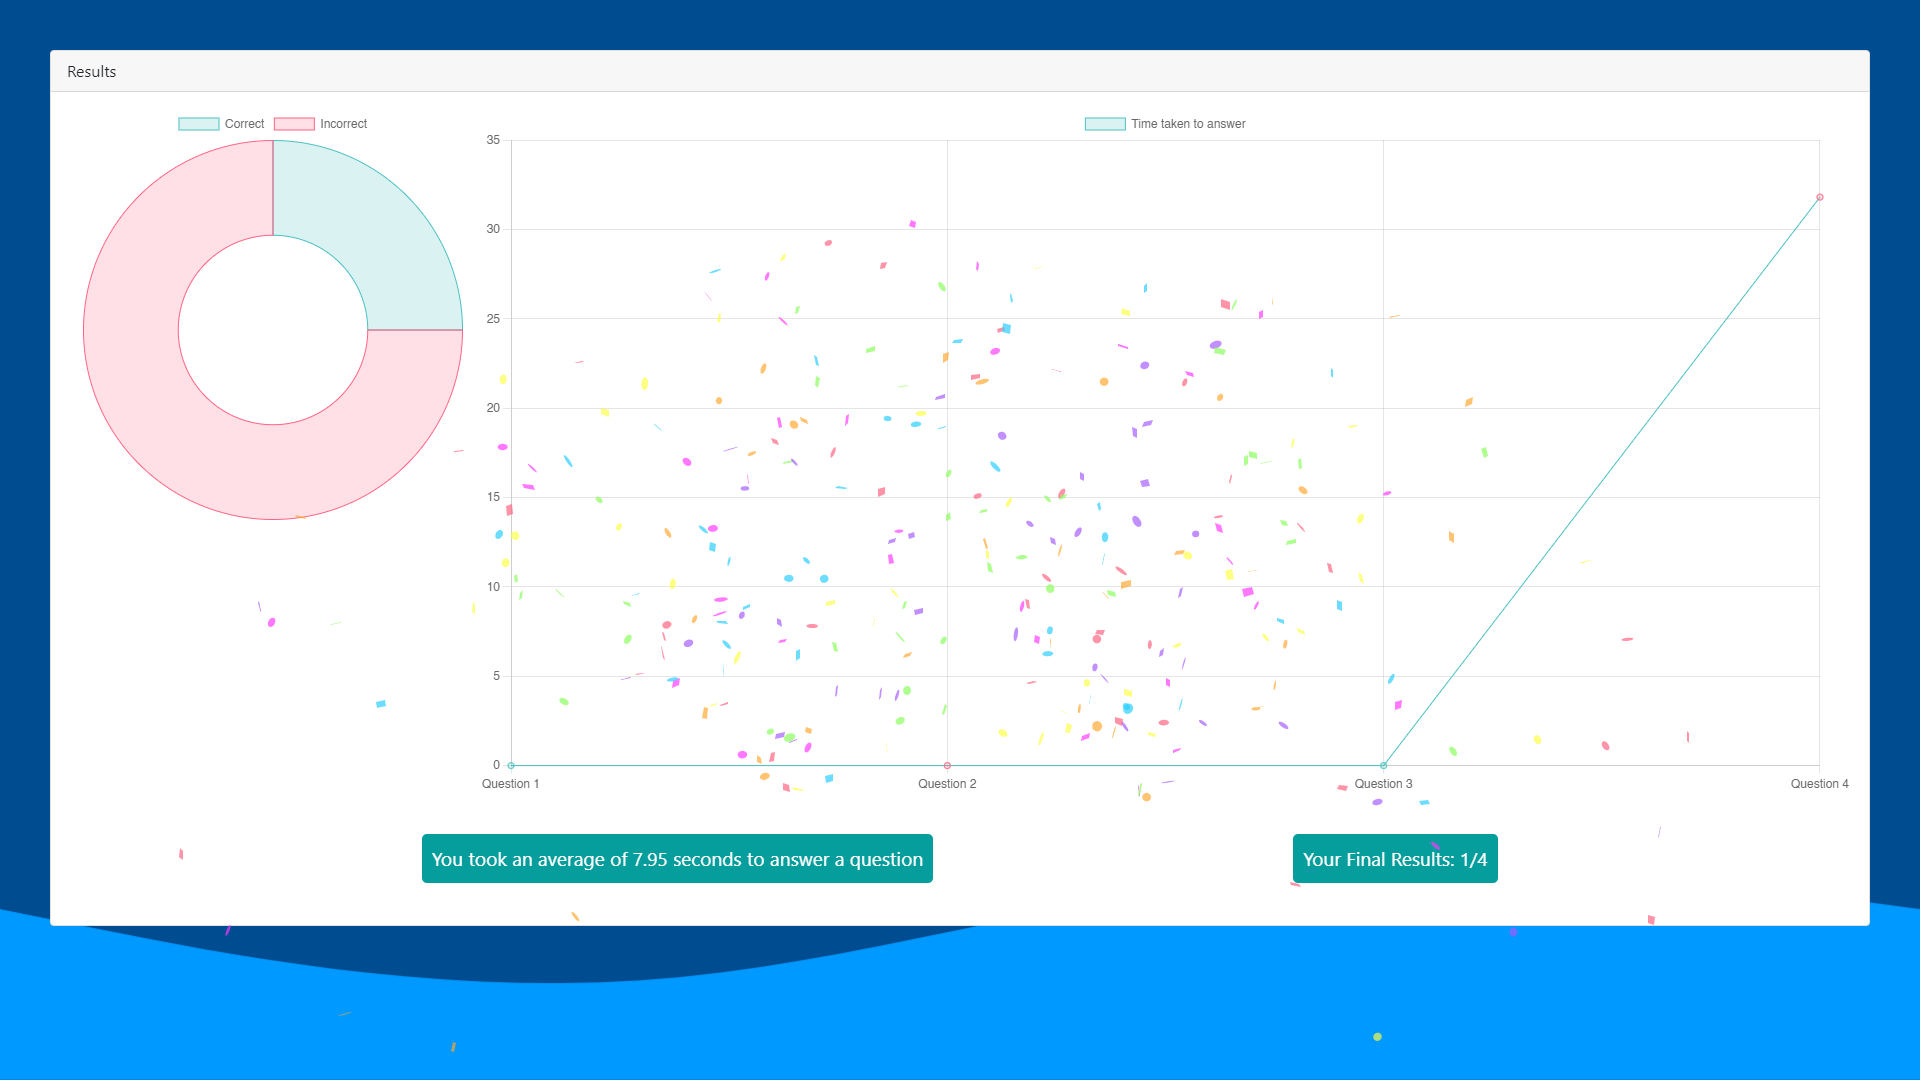 Results
Correct
Incorrect
Time taken to answer
35
30
25
20
15
10
5
0
Question 1
Question 2
Question 3
Question 4
You took an average of 7.95 seconds to answer a question
Your Final Results: 1/4